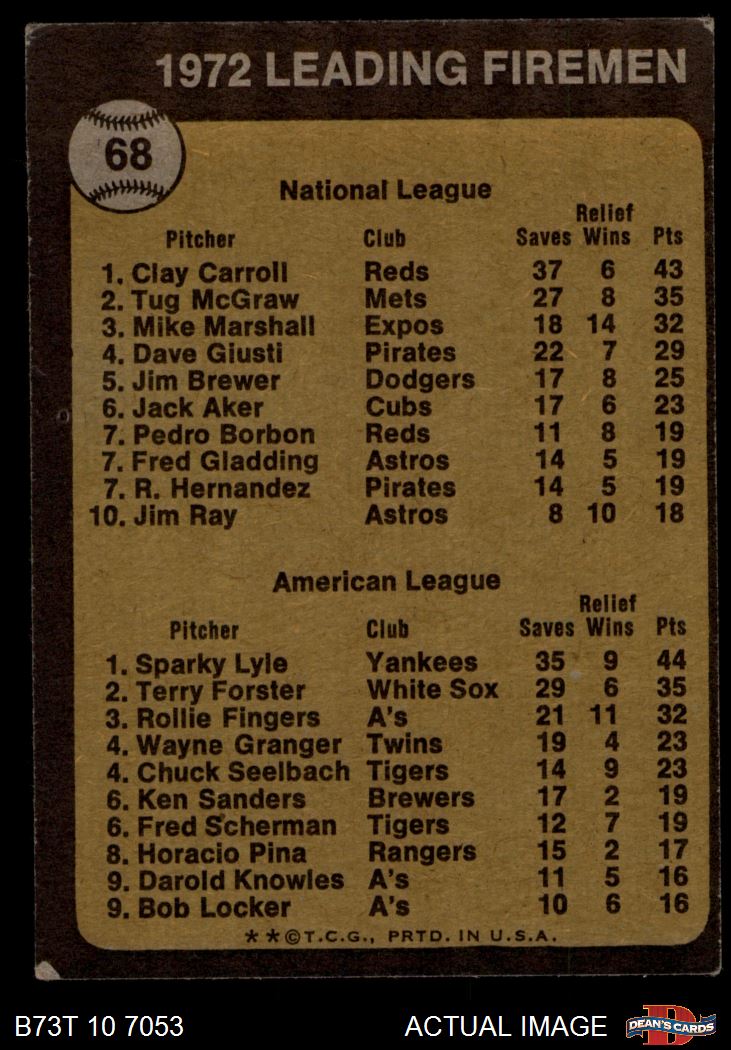 1972 LEADING FIREMEN
68
National League
Relief
Pitcher Club Saves Wins Pts
1. Clay Carroll Reds 37 6 43
2. Tug McGraw Mets 27 8 35
3. Mike Marshall Expos 18 14 32
4. Dave Giusti Pirates 22 7 29
5. Jim Brewer Dodgers 17 8 25
6. Jack Aker Cubs 17 6 23
7. Pedro Borbon Reds 11 8 19
7. Fred Gladding Astros 14 5 19
7. R. Hernandez Pirates 14 5 19
10. Jim Ray Astros 8 10 18
American League
Relief
Pitcher Club Saves Wins Pts
1. Sparky Lyle Yankees 35 9 44
2. Terry Forster White Sox 29 6 35
3. Rollie Fingers A's 21 11 32
4. Wayne Granger Twins 19 4 23
4. Chuck Seelbach Tigers 14 9 23
6. Ken Sanders Brewers 17 2 19
6. Fred Scherman Tigers 12 7 19
8. Horacio Pina Rangers 15 2 17
9. Darold Knowles A's 11 5 16
9. Bob Locker A's 10 6 16
**©T.C.G., PRTD. IN U.S.A.
B73T 10 7053 ACTUAL IMAGE D DEAN'S CARDS